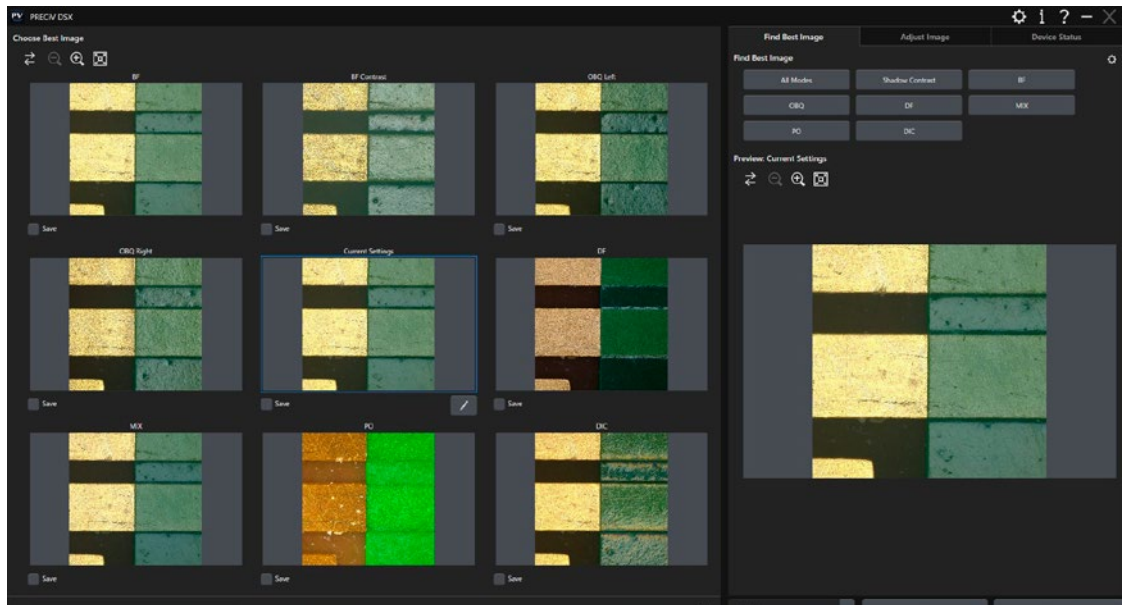 PV PRECiV DSX
Choose Best Image
BF
BF Contrast
OBQ Left
Save
Save
Save
OBQ Right
Current Settings
DF
Save
Save
Save
MIX
PO
DIC
Save
Save
Save
Find Best Image
Adjust Image
Device Status
Find Best Image
All Modes
Shadow Contrast
BF
OBQ
DF
MIX
PO
DIC
Preview: Current Settings